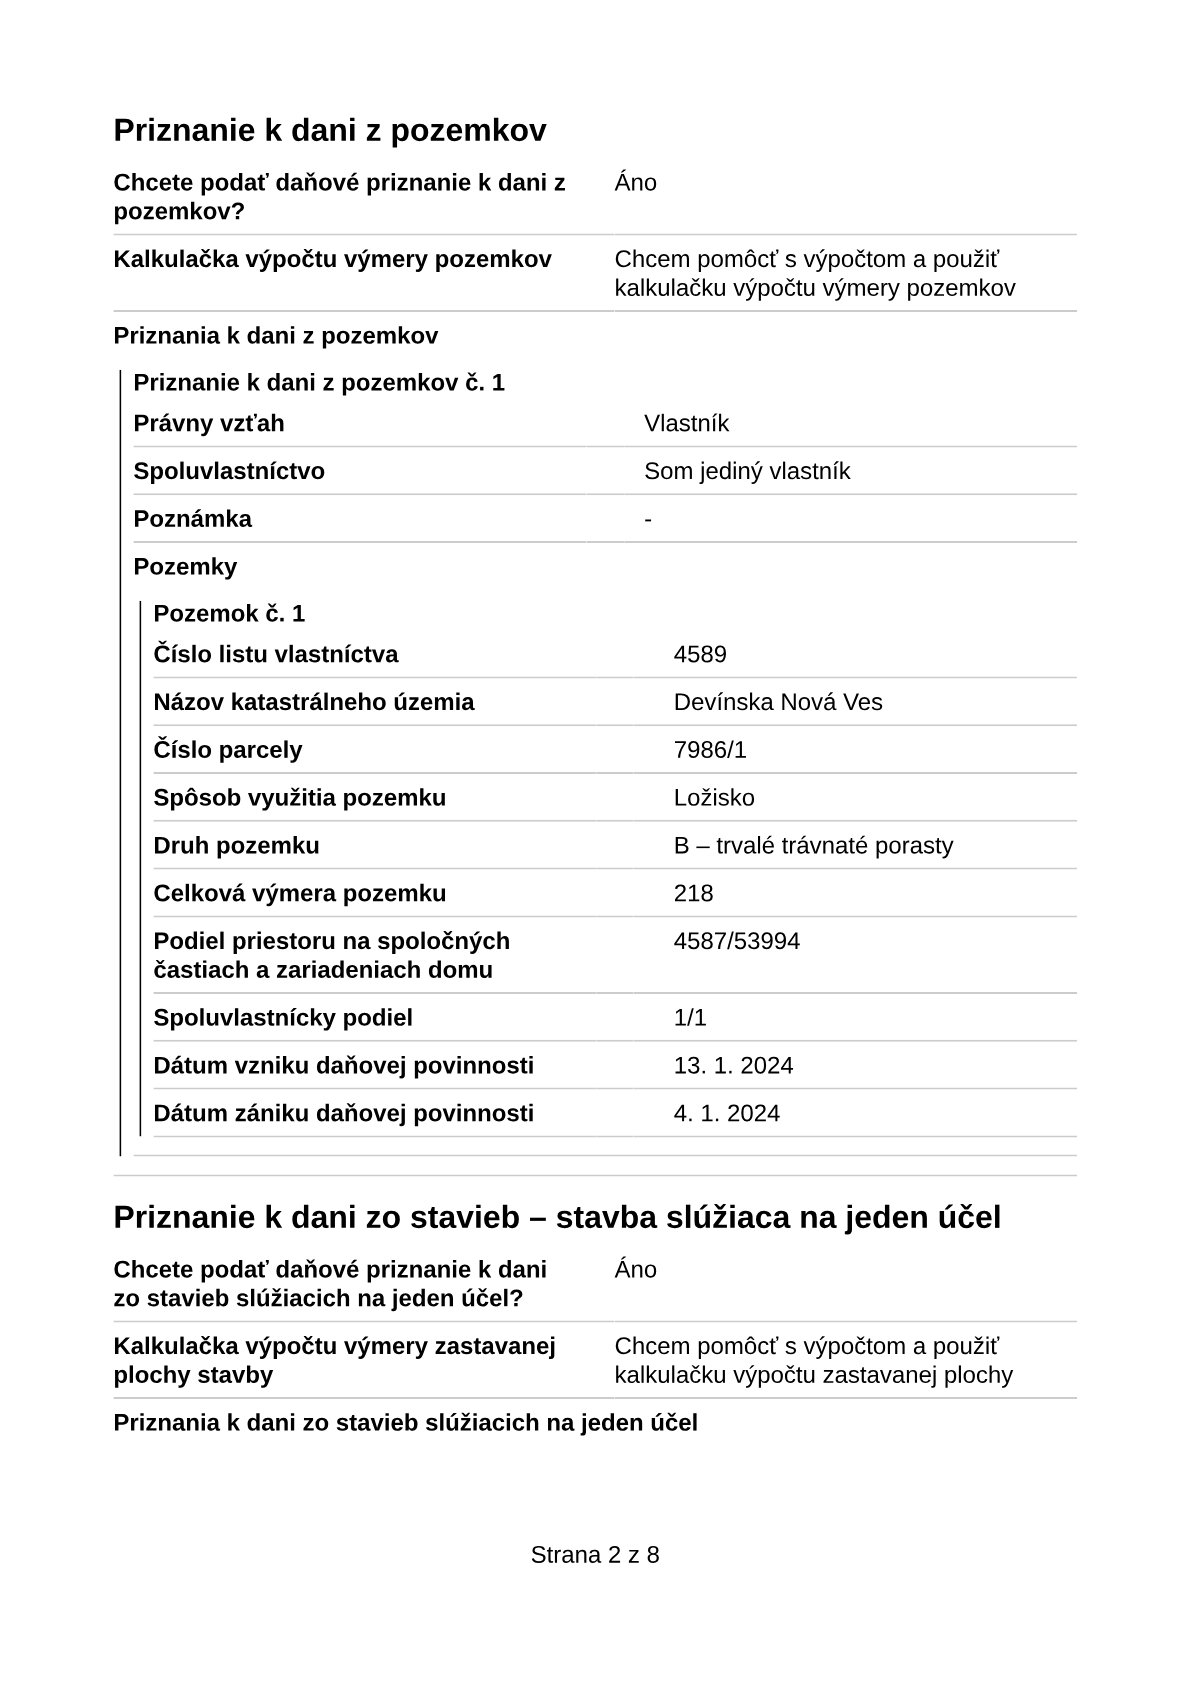 Priznanie k dani z pozemkov
Chcete podať daňové priznanie k dani z Áno
pozemkov?
Kalkulačka výpočtu výmery pozemkov Chcem pomôcť s výpočtom a použiť
kalkulačku výpočtu výmery pozemkov
Priznania k dani z pozemkov
Priznanie k dani z pozemkov č. 1
Právny vzťah Vlastník
Spoluvlastníctvo Som jediný vlastník
Poznámka -
Pozemky
Pozemok č. 1
Číslo listu vlastníctva 4589
Názov katastrálneho územia Devínska Nová Ves
Číslo parcely 7986/1
Spôsob využitia pozemku Ložisko
Druh pozemku B – trvalé trávnaté porasty
Celková výmera pozemku 218
Podiel priestoru na spoločných 4587/53994
častiach a zariadeniach domu
Spoluvlastnícky podiel 1/1
Dátum vzniku daňovej povinnosti 13. 1. 2024
Dátum zániku daňovej povinnosti 4. 1. 2024
Priznanie k dani zo stavieb – stavba slúžiaca na jeden účel
Chcete podať daňové priznanie k dani Áno
zo stavieb slúžiacich na jeden účel?
Kalkulačka výpočtu výmery zastavanej Chcem pomôcť s výpočtom a použiť
plochy stavby kalkulačku výpočtu zastavanej plochy
Priznania k dani zo stavieb slúžiacich na jeden účel
Strana 2 z 8